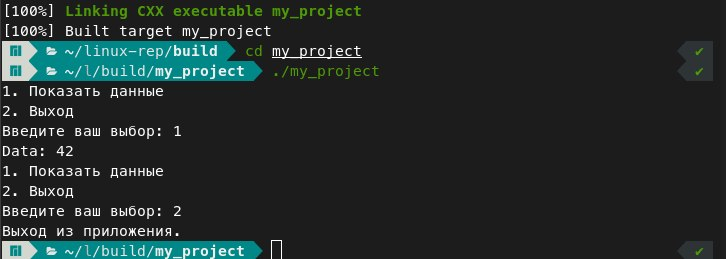 [100%] Linking CXX executable my_project
[100%] Built target my_project
~/linux-rep/build cd my_project ✔
~/l/build/my_project ./my_project ✔
1. Показать данные
2. Выход
Введите ваш выбор: 1
Data: 42
1. Показать данные
2. Выход
Введите ваш выбор: 2
Выход из приложения.
~/l/build/my_project ✔